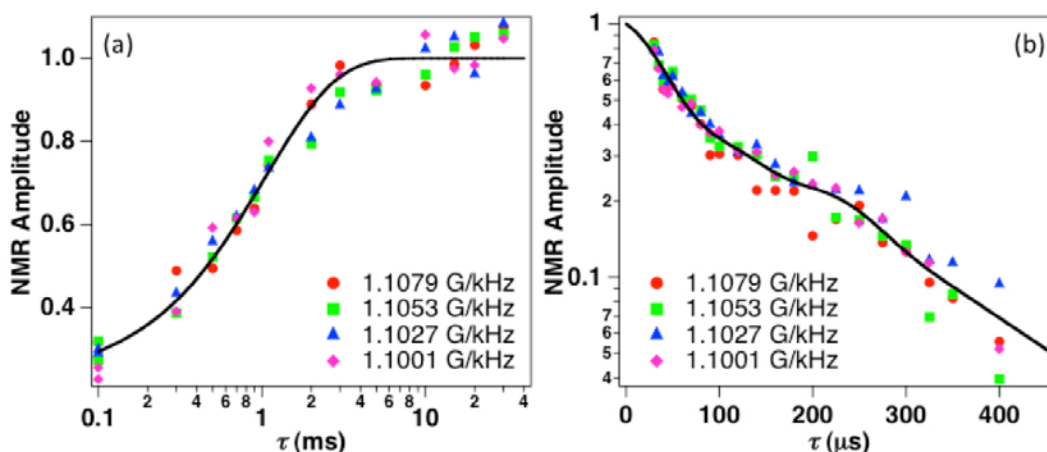 (a)
NMR Amplitude
1.0
0.8
0.6
0.4
1.1079 G/kHz
1.1053 G/kHz
1.1027 G/kHz
1.1001 G/kHz
0.1 2 4 6 8 1 2 4 6 8 10 2 4
τ (ms)
(b)
NMR Amplitude
1
8
6
5
4
3
2
0.1
8
6
5
4
1.1079 G/kHz
1.1053 G/kHz
1.1027 G/kHz
1.1001 G/kHz
0 100 200 300 400
τ (μs)